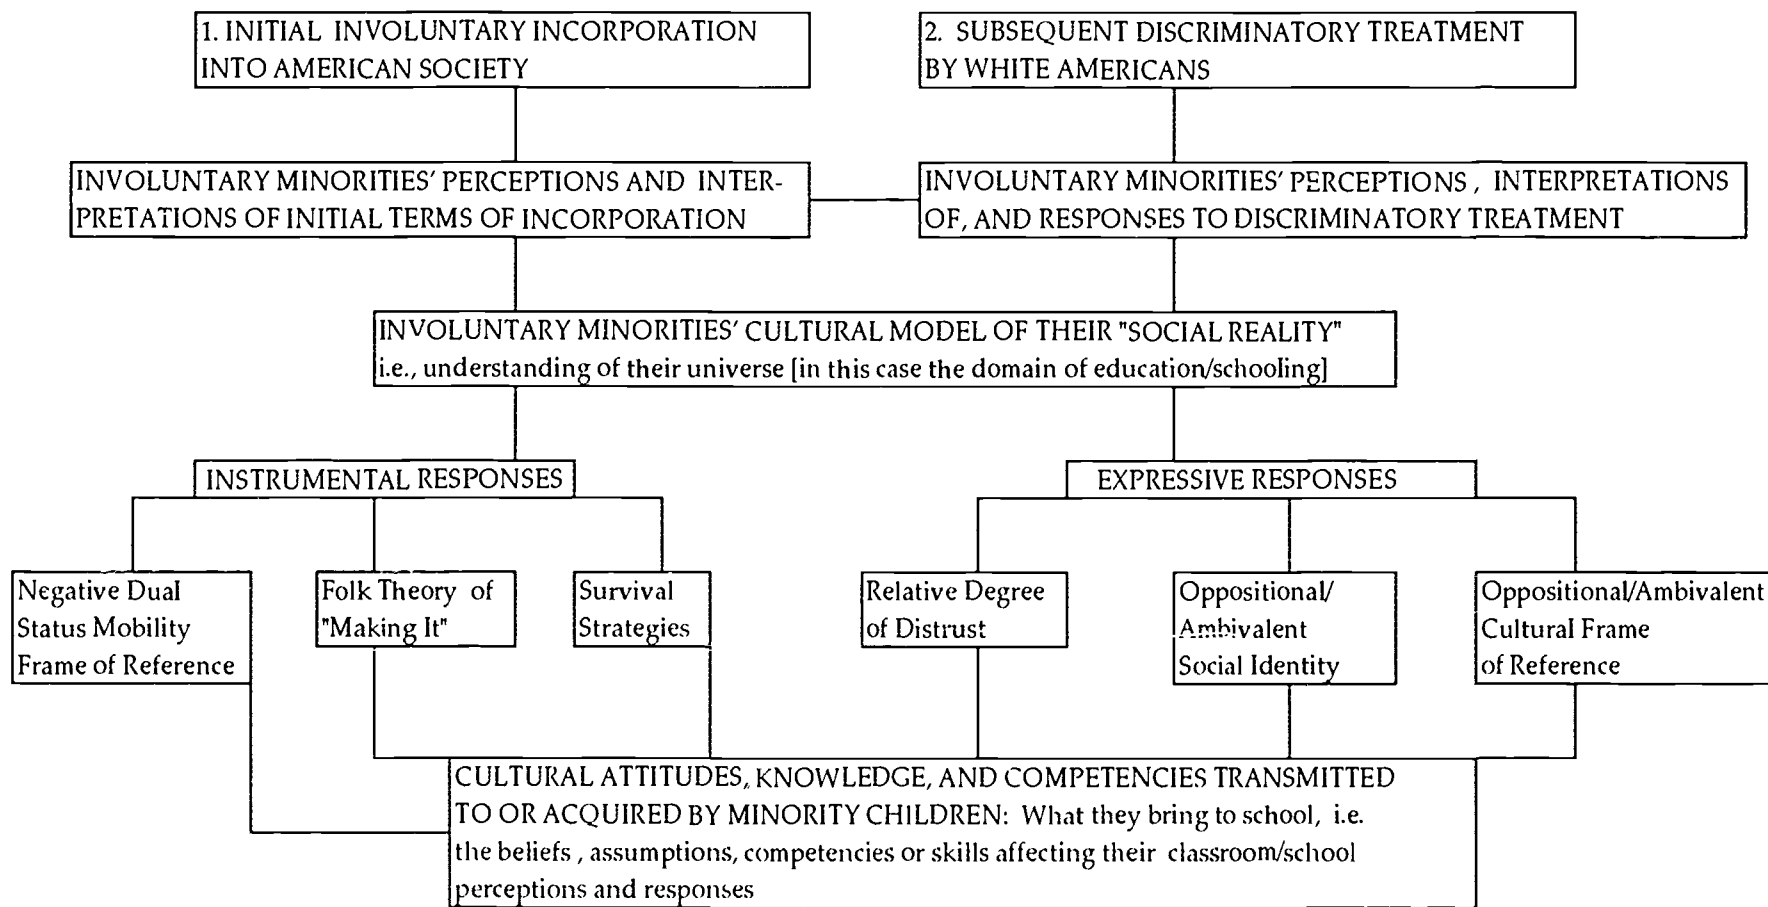 1. INITIAL INVOLUNTARY INCORPORATION
INTO AMERICAN SOCIETY
2. SUBSEQUENT DISCRIMINATORY TREATMENT
BY WHITE AMERICANS
INVOLUNTARY MINORITIES' PERCEPTIONS AND INTER-
PRETATIONS OF INITIAL TERMS OF INCORPORATION
INVOLUNTARY MINORITIES' PERCEPTIONS , INTERPRETATIONS
OF, AND RESPONSES TO DISCRIMINATORY TREATMENT
INVOLUNTARY MINORITIES' CULTURAL MODEL OF THEIR "SOCIAL REALITY"
i.e., understanding of their universe [in this case the domain of education/schooling]
INSTRUMENTAL RESPONSES
EXPRESSIVE RESPONSES
Negative Dual
Status Mobility
Frame of Reference
Folk Theory of
"Making It"
Survival
Strategies
Relative Degree
of Distrust
Oppositional/
Ambivalent
Social Identity
Oppositional/Ambivalent
Cultural Frame
of Reference
CULTURAL ATTITUDES, KNOWLEDGE, AND COMPETENCIES TRANSMITTED
TO OR ACQUIRED BY MINORITY CHILDREN: What they bring to school, i.e.
the beliefs , assumptions, competencies or skills affecting their classroom/school
perceptions and responses